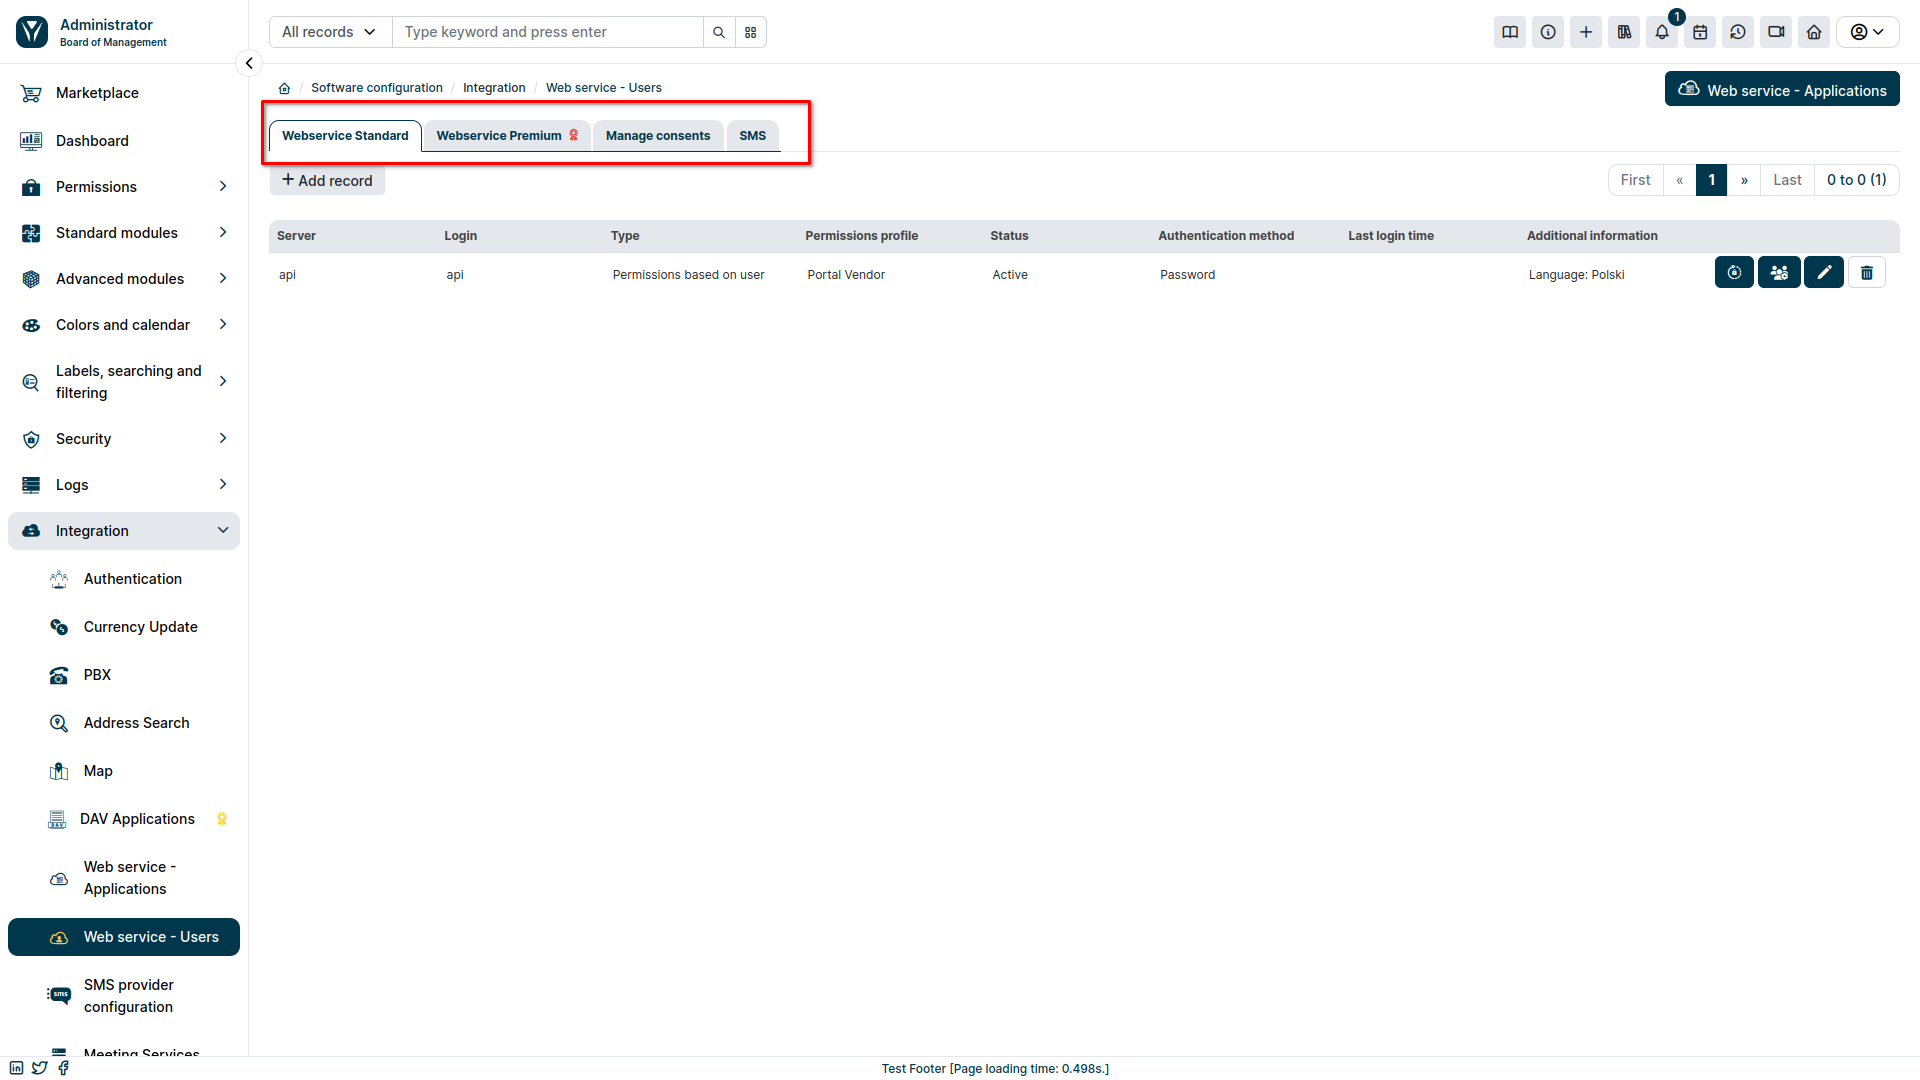 Administrator
Board of Management
All records
Type keyword and press enter
1
Software configuration / Integration / Web service - Users
Web service - Applications
Webservice Standard
Webservice Premium
Manage consents
SMS
+ Add record
First « 1 » Last 0 to 0 (1)
Server Login Type Permissions profile Status Authentication method Last login time Additional information
api api Permissions based on user Portal Vendor Active Password Language: Polski
Marketplace
Dashboard
Permissions
Standard modules
Advanced modules
Colors and calendar
Labels, searching and
filtering
Security
Logs
Integration
Authentication
Currency Update
PBX
Address Search
Map
DAV Applications
Web service -
Applications
Web service - Users
sms
SMS provider
configuration
Meeting Services
Test Footer [Page loading time: 0.498s.]